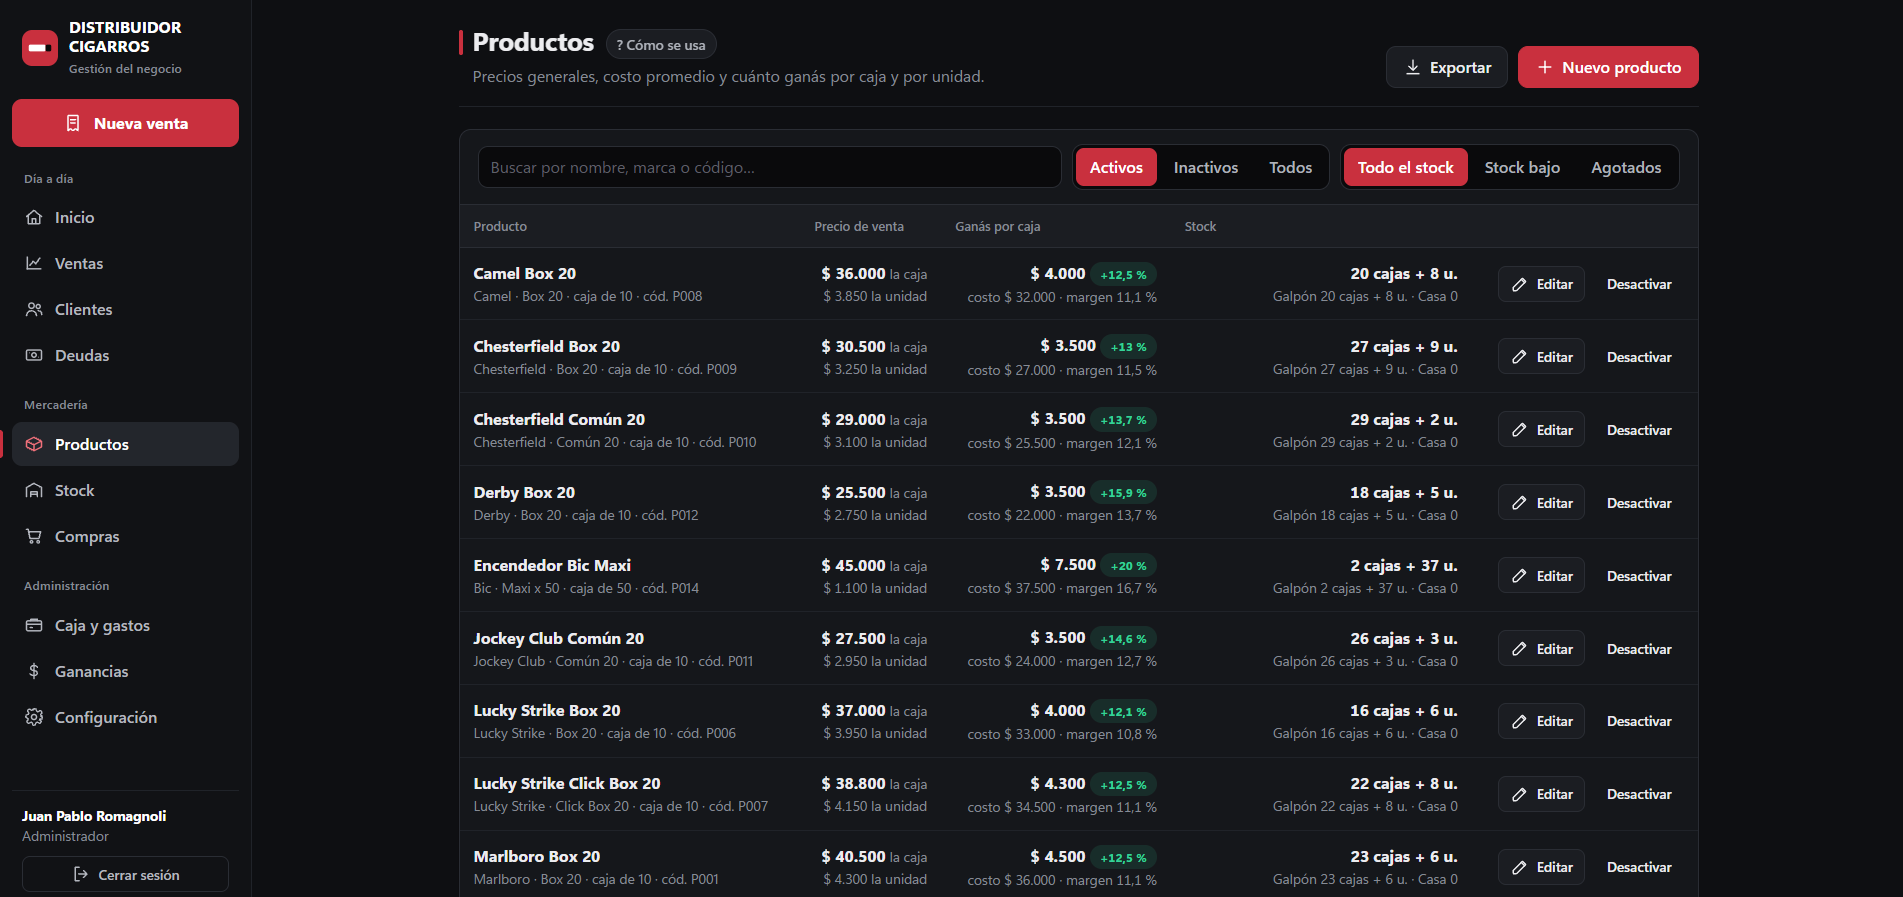 DISTRIBUIDOR
CIGARROS
Gestión del negocio
Nueva venta
Día a día
Inicio
Ventas
Clientes
Deudas
Mercadería
Productos
Stock
Compras
Administración
Caja y gastos
Ganancias
Configuración
Juan Pablo Romagnoli
Administrador
Cerrar sesión
Productos ? Cómo se usa
Precios generales, costo promedio y cuánto ganás por caja y por unidad.
Exportar
Nuevo producto
Buscar por nombre, marca o código...
Activos Inactivos Todos
Todo el stock Stock bajo Agotados
Producto Precio de venta Ganás por caja Stock
Camel Box 20 $ 36.000 la caja $ 4.000 +12,5 % 20 cajas + 8 u.
Camel · Box 20 · caja de 10 · cód. P008 $ 3.850 la unidad costo $ 32.000 · margen 11,1 % Galpón 20 cajas + 8 u. · Casa 0 Editar Desactivar
Chesterfield Box 20 $ 30.500 la caja $ 3.500 +13 % 27 cajas + 9 u.
Chesterfield · Box 20 · caja de 10 · cód. P009 $ 3.250 la unidad costo $ 27.000 · margen 11,5 % Galpón 27 cajas + 9 u. · Casa 0 Editar Desactivar
Chesterfield Común 20 $ 29.000 la caja $ 3.500 +13,7 % 29 cajas + 2 u.
Chesterfield · Común 20 · caja de 10 · cód. P010 $ 3.100 la unidad costo $ 25.500 · margen 12,1 % Galpón 29 cajas + 2 u. · Casa 0 Editar Desactivar
Derby Box 20 $ 25.500 la caja $ 3.500 +15,9 % 18 cajas + 5 u.
Derby · Box 20 · caja de 10 · cód. P012 $ 2.750 la unidad costo $ 22.000 · margen 13,7 % Galpón 18 cajas + 5 u. · Casa 0 Editar Desactivar
Encendedor Bic Maxi $ 45.000 la caja $ 7.500 +20 % 2 cajas + 37 u.
Bic · Maxi x 50 · caja de 50 · cód. P014 $ 1.100 la unidad costo $ 37.500 · margen 16,7 % Galpón 2 cajas + 37 u. · Casa 0 Editar Desactivar
Jockey Club Común 20 $ 27.500 la caja $ 3.500 +14,6 % 26 cajas + 3 u.
Jockey Club · Común 20 · caja de 10 · cód. P011 $ 2.950 la unidad costo $ 24.000 · margen 12,7 % Galpón 26 cajas + 3 u. · Casa 0 Editar Desactivar
Lucky Strike Box 20 $ 37.000 la caja $ 4.000 +12,1 % 16 cajas + 6 u.
Lucky Strike · Box 20 · caja de 10 · cód. P006 $ 3.950 la unidad costo $ 33.000 · margen 10,8 % Galpón 16 cajas + 6 u. · Casa 0 Editar Desactivar
Lucky Strike Click Box 20 $ 38.800 la caja $ 4.300 +12,5 % 22 cajas + 8 u.
Lucky Strike · Click Box 20 · caja de 10 · cód. P007 $ 4.150 la unidad costo $ 34.500 · margen 11,1 % Galpón 22 cajas + 8 u. · Casa 0 Editar Desactivar
Marlboro Box 20 $ 40.500 la caja $ 4.500 +12,5 % 23 cajas + 6 u.
Marlboro · Box 20 · caja de 10 · cód. P001 $ 4.300 la unidad costo $ 36.000 · margen 11,1 % Galpón 23 cajas + 6 u. · Casa 0 Editar Desactivar